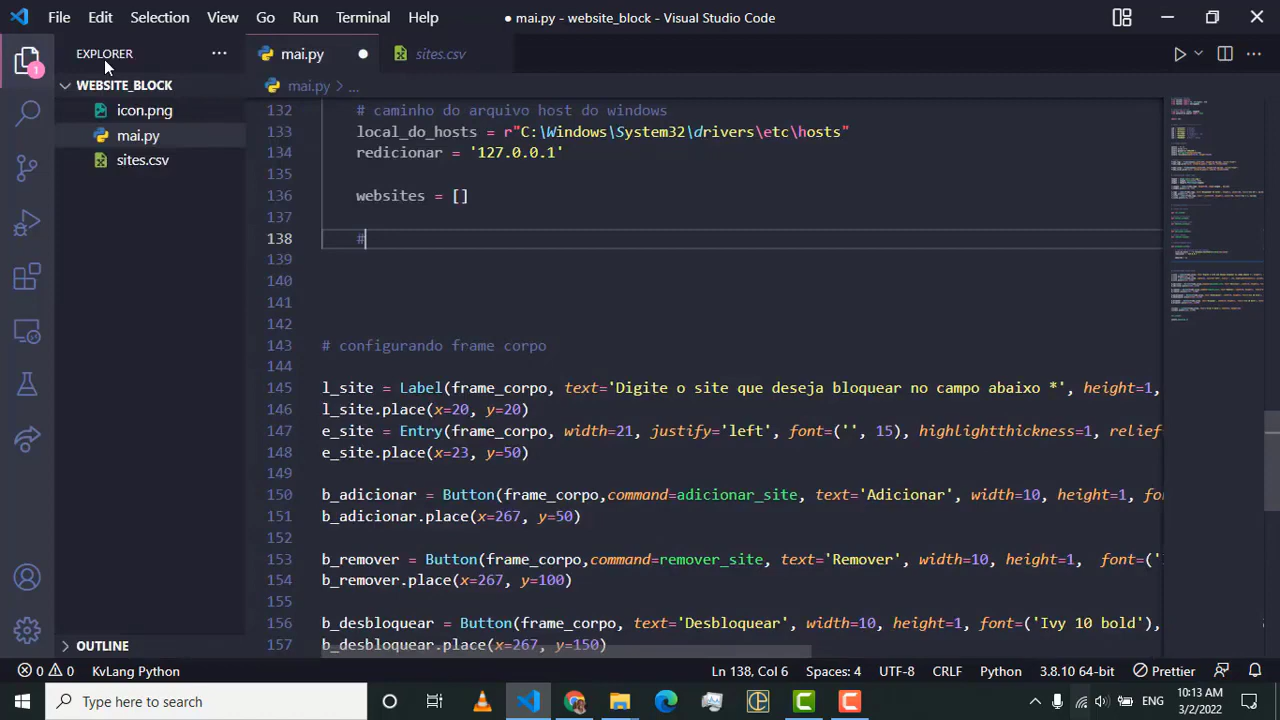 File Edit Selection View Go Run Terminal Help
● mai.py - website_block - Visual Studio Code
EXPLORER
mai.py
sites.csv
WEBSITE_BLOCK
mai.py > ...
icon.png
mai.py
sites.csv
1
132 # caminho do arquivo host do windows
133 local_do_hosts = r"C:\Windows\System32\drivers\etc\hosts"
134 redicionar = '127.0.0.1'
135
136 websites = []
137
138 #
139
140
141
142
143 # configurando frame corpo
144
145 l_site = Label(frame_corpo, text='Digite o site que deseja bloquear no campo abaixo *', height=1,
146 l_site.place(x=20, y=20)
147 e_site = Entry(frame_corpo, width=21, justify='left', font=('', 15), highlightthickness=1, relief
148 e_site.place(x=23, y=50)
149
150 b_adicionar = Button(frame_corpo,command=adicionar_site, text='Adicionar', width=10, height=1, fon
151 b_adicionar.place(x=267, y=50)
152
153 b_remover = Button(frame_corpo,command=remover_site, text='Remover', width=10, height=1,  font=('
154 b_remover.place(x=267, y=100)
155
156 b_desbloquear = Button(frame_corpo, text='Desbloquear', width=10, height=1, font=('Ivy 10 bold'),
157 b_desbloquear.place(x=267, y=150)
OUTLINE
0 0 KvLang Python Ln 138, Col 6 Spaces: 4 UTF-8 CRLF Python 3.8.10 64-bit Prettier
Type here to search
ENG
10:13 AM
3/2/2022